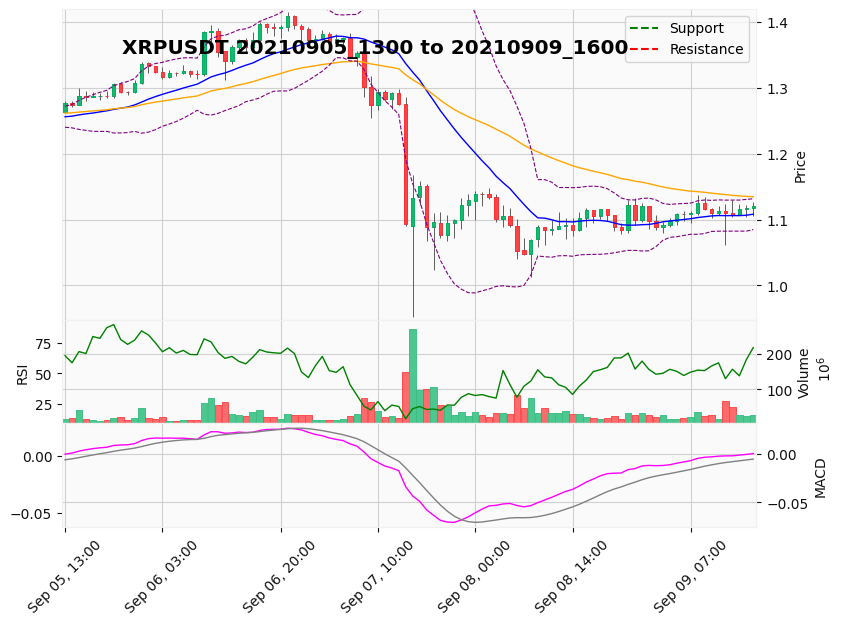 XRPUSDT 20210905_1300 to 20210909_1600
Support
Resistance
1.4
1.3
1.2
1.1
1.0
Price
75
50
25
RSI
200
100
Volume
10^6
0.00
−0.05
0.00
−0.05
MACD
Sep 05, 13:00
Sep 06, 03:00
Sep 06, 20:00
Sep 07, 10:00
Sep 08, 00:00
Sep 08, 14:00
Sep 09, 07:00